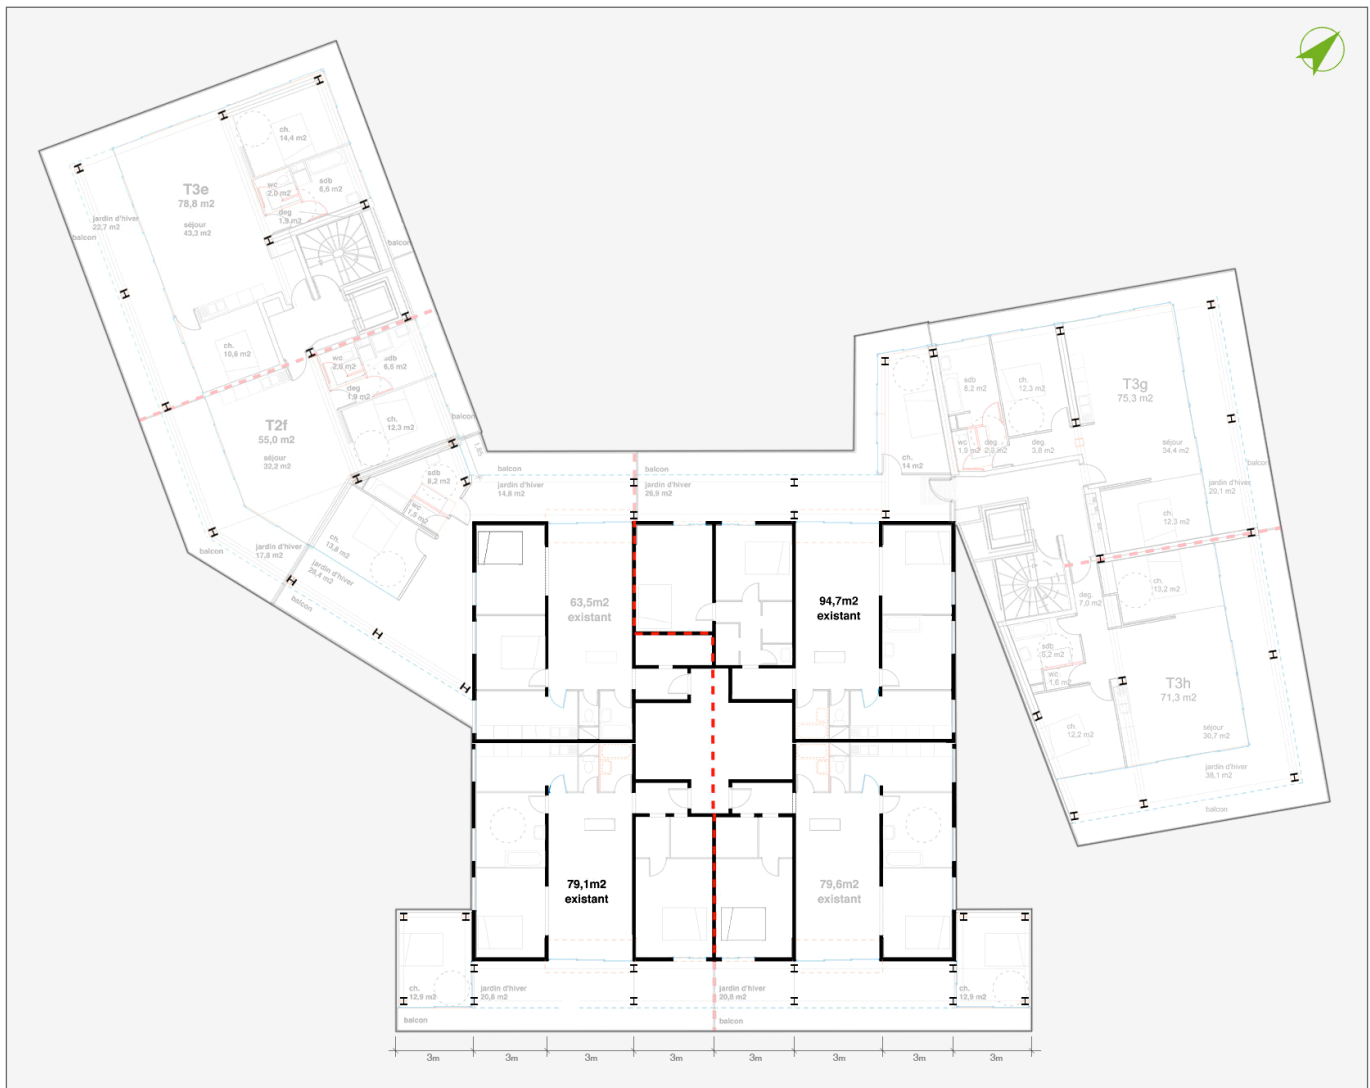 ch.
14,4 m2
wc
2,0 m2
sdb
6,6 m2
deg
1,9 m2
T3e
78,8 m2
séjour
43,3 m2
jardin d'hiver
22,7 m2
balcon
balcon
ch.
10,6 m2
wc
2,0 m2
sdb
6,6 m2
deg
1,9 m2
ch.
12,3 m2
balcon
T2f
55,0 m2
séjour
32,2 m2
sdb
8,2 m2
wc
1,5 m2
ch.
13,8 m2
jardin d'hiver
17,8 m2
balcon
jardin d'hiver
28,4 m2
balcon
balcon
jardin d'hiver
14,8 m2
balcon
jardin d'hiver
26,9 m2
ch.
14 m2
sdb
8,2 m2
ch.
12,3 m2
wc
1,9 m2
deg.
deg.
3,8 m2
T3g
75,3 m2
séjour
34,4 m2
balcon
jardin d'hiver
20,1 m2
ch.
12,3 m2
ch.
13,2 m2
deg.
7,0 m2
sdb
5,2 m2
wc
1,6 m2
T3h
71,3 m2
ch.
12,2 m2
séjour
30,7 m2
jardin d'hiver
38,1 m2
balcon
63,5m2
existant
94,7m2
existant
79,1m2
existant
79,6m2
existant
ch.
12,9 m2
jardin d'hiver
20,8 m2
jardin d'hiver
20,8 m2
ch.
12,9 m2
balcon
balcon
3m
3m
3m
3m
3m
3m
3m
3m